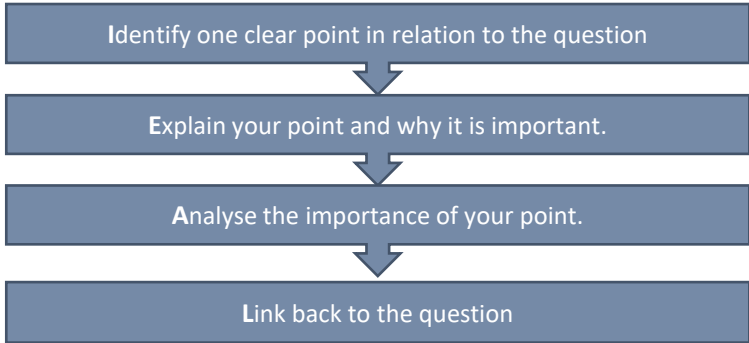 Identify one clear point in relation to the question
Explain your point and why it is important.
Analyse the importance of your point.
Link back to the question